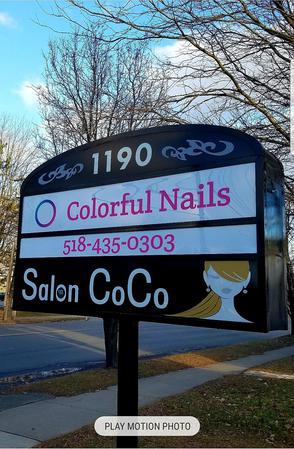 1190
Colorful Nails
518-435-0303
Salon CoCo
PLAY MOTION PHOTO